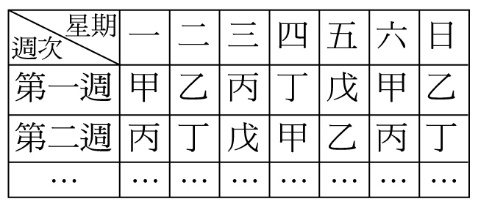 星期 一 二 三 四 五 六 日
週次
第一週 甲 乙 丙 丁 戊 甲 乙
第二週 丙 丁 戊 甲 乙 丙 丁
… … … … … … … …